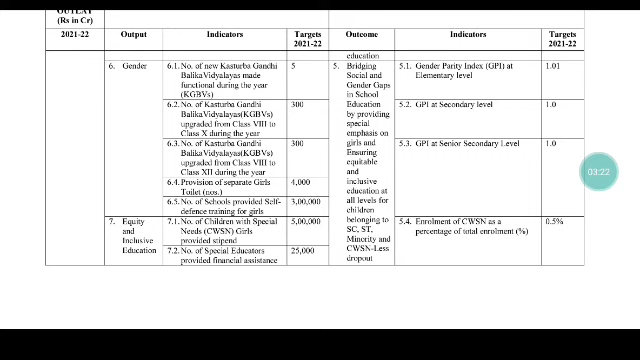 OUTLAY
(Rs in Cr)
2021-22
Output
Indicators
Targets
2021-22
Outcome
Indicators
Targets
2021-22
education
6. Gender
6.1. No of new Kasturba Gandhi
BalikaVidyalayas made
functional during the year
(KGBVs)
5
6.2. No of Kasturba Gandhi
BalikaVidyalayas(KGBVs)
upgraded from Class VIII to
Class X during the year
300
6.3. No of Kasturba Gandhi
BalikaVidyalayas(KGBVs)
upgraded from Class VIII to
Class XII during the year
300
6.4. Provision of separate Girls
Toilet (nos.)
4,000
6.5. No of Schools provided Self-
defence training for girls
3,00,000
7. Equity
and
Inclusive
Education
7.1. No of Children with Special
Needs (CWSN) Girls
provided stipend
5,00,000
7.2. No of Special Educators
provided financial assistance
25,000
5. Bridging
Social and
Gender Gaps
in School
Education
by providing
special
emphasis on
girls and
Ensuring
equitable
and
inclusive
education at
all levels for
children
belonging to
SC, ST,
Minority and
CWSN-Less
dropout
5.1. Gender Parity Index (GPI) at
Elementary level
1.01
5.2. GPI at Secondary level
1.0
5.3. GPI at Senior Secondary Level
1.0
5.4. Enrolment of CWSN as a
percentage of total enrolment (%)
0.5%
03:22